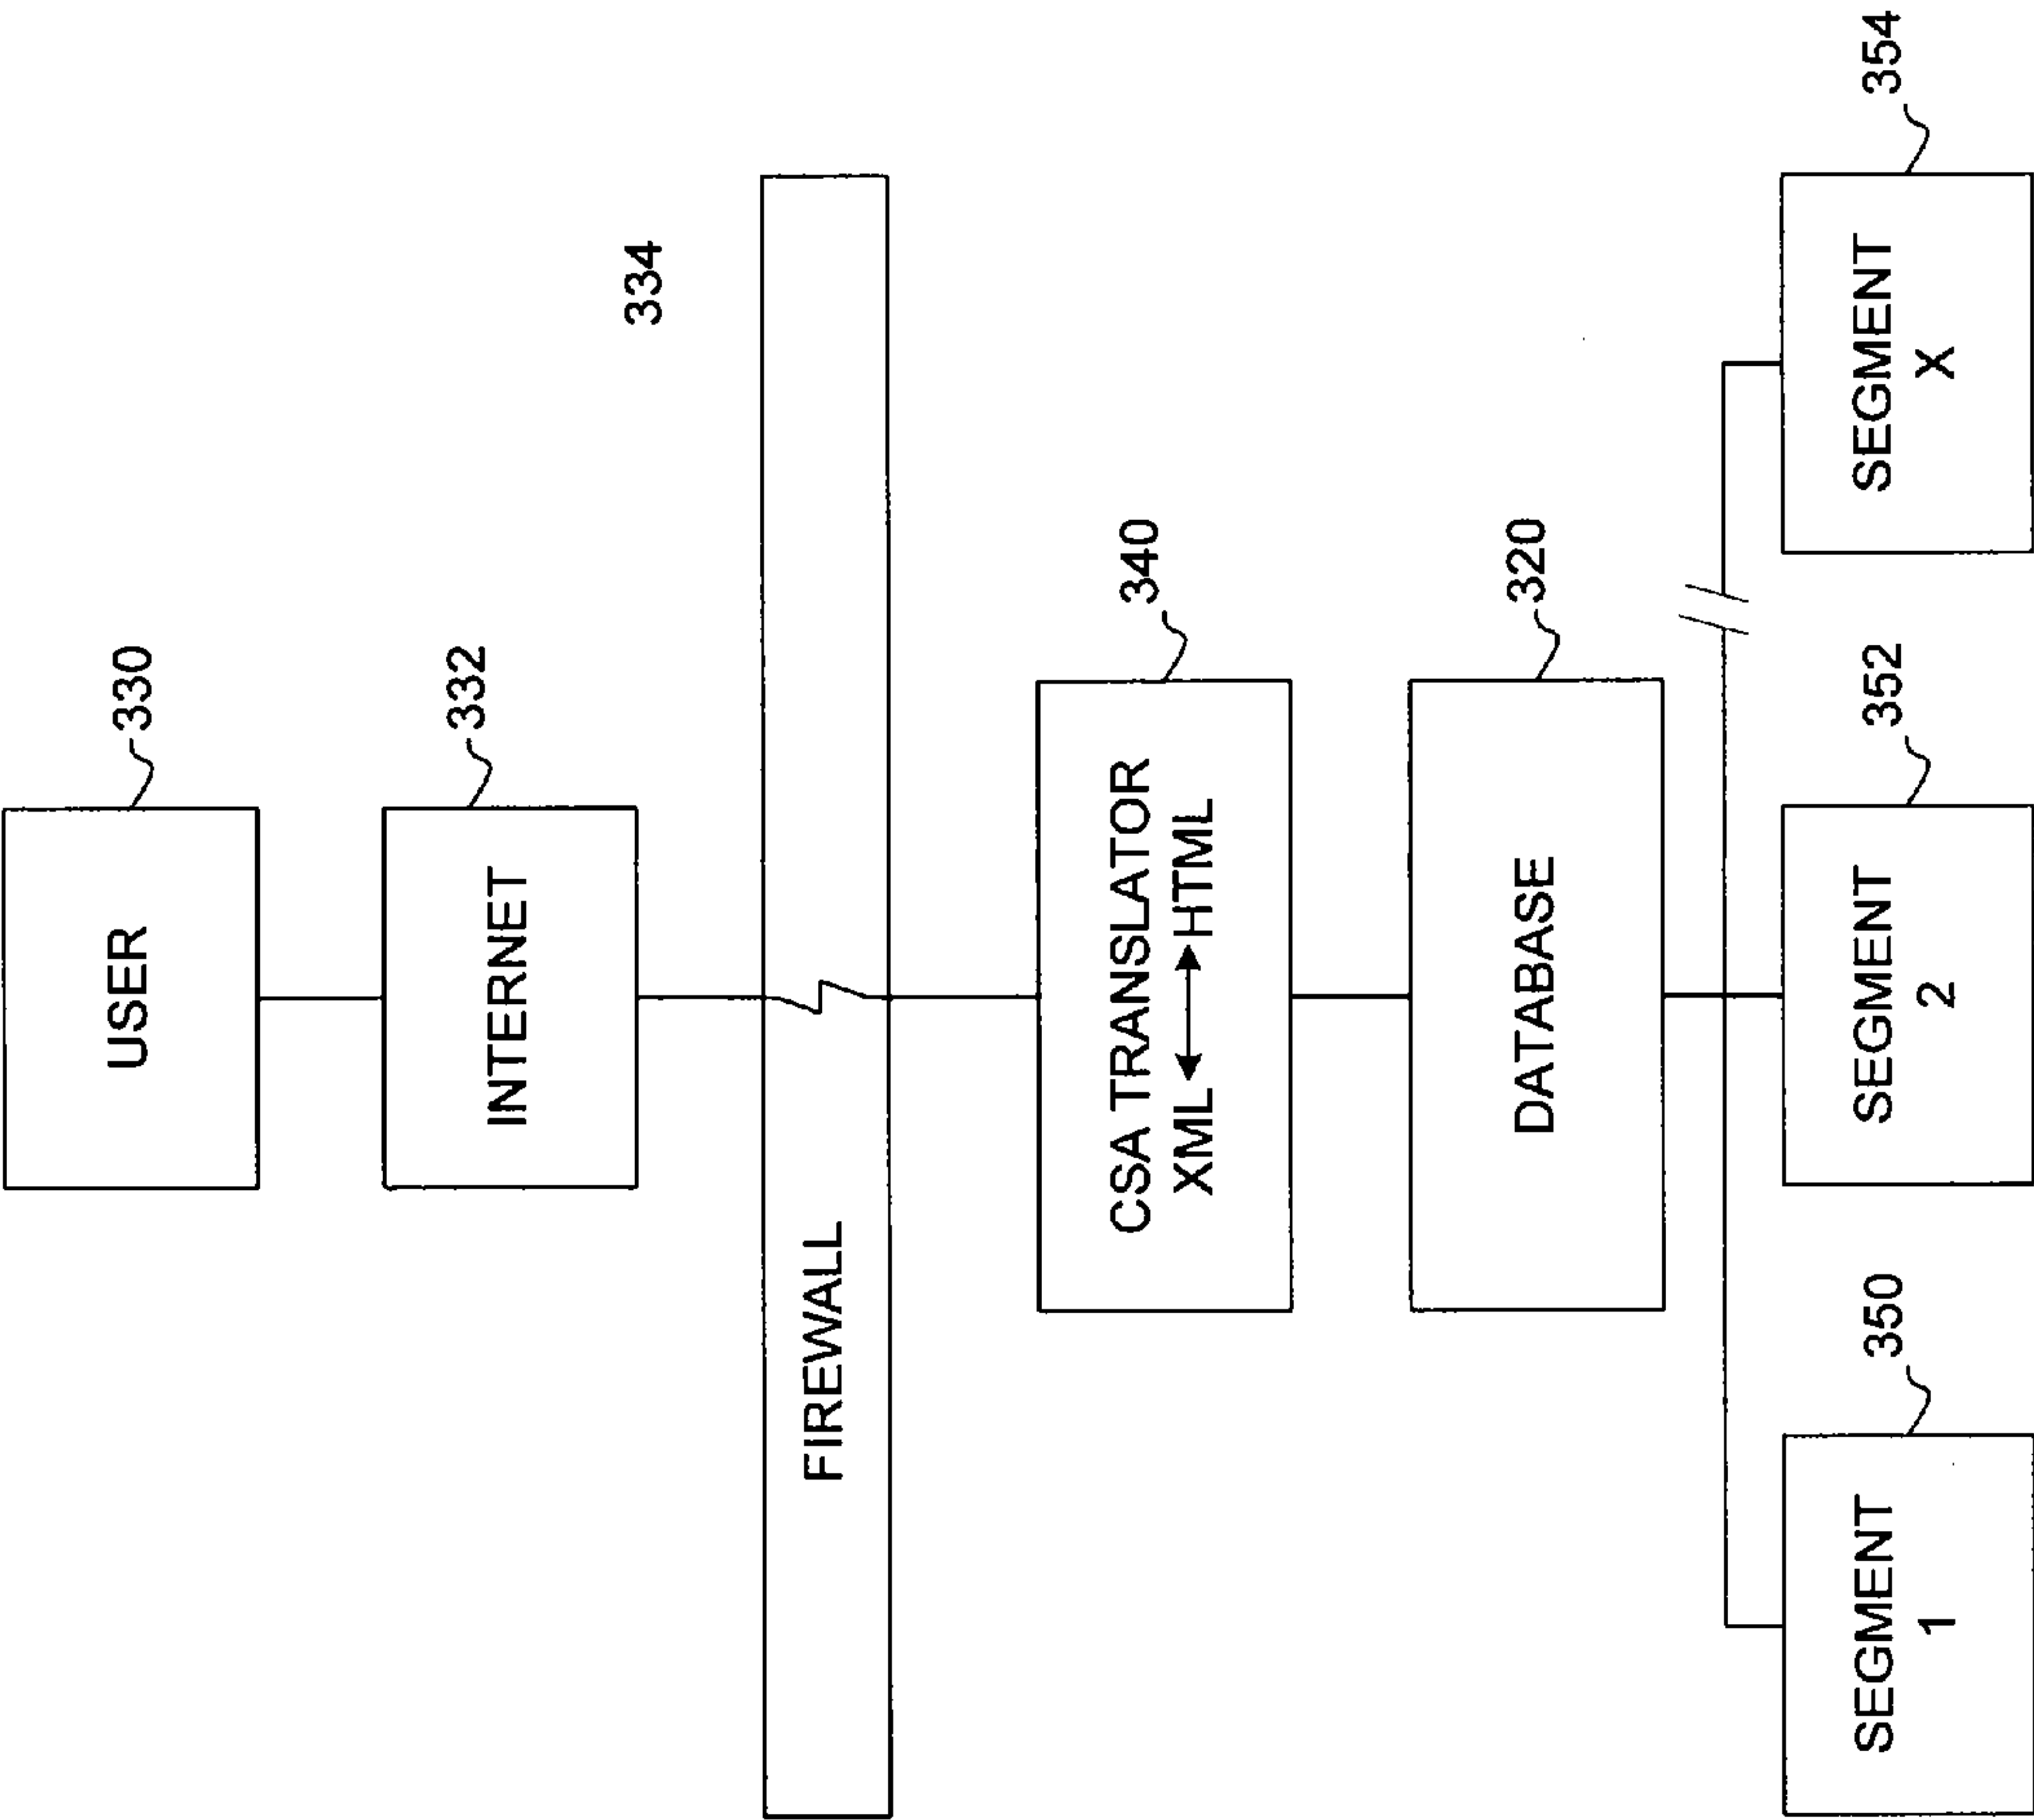 USER
330
INTERNET
332
334
FIREWALL
CSA TRANSLATOR
XML HTML
340
DATABASE
320
SEGMENT
1
350
SEGMENT
2
352
SEGMENT
X
354